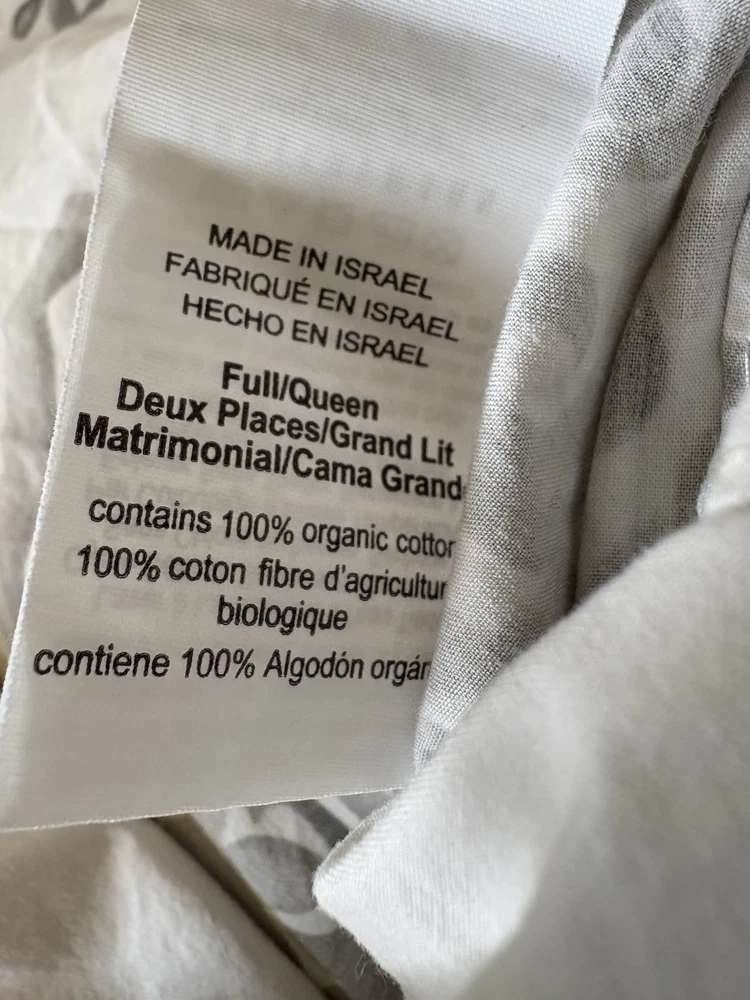 MADE IN ISRAEL
FABRIQUÉ EN ISRAEL
HECHO EN ISRAEL
Full/Queen
Deux Places/Grand Lit
Matrimonial/Cama Grand
contains 100% organic cotton
100% coton fibre d'agricultur
biologique
contiene 100% Algodón orgán